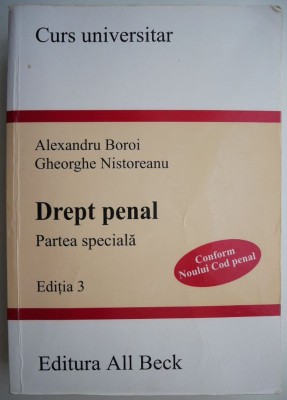 Curs universitar
Alexandru Boroi
Gheorghe Nistoreanu
Drept penal
Partea specială
Conform
Noului Cod penal
Ediția 3
Editura All Beck